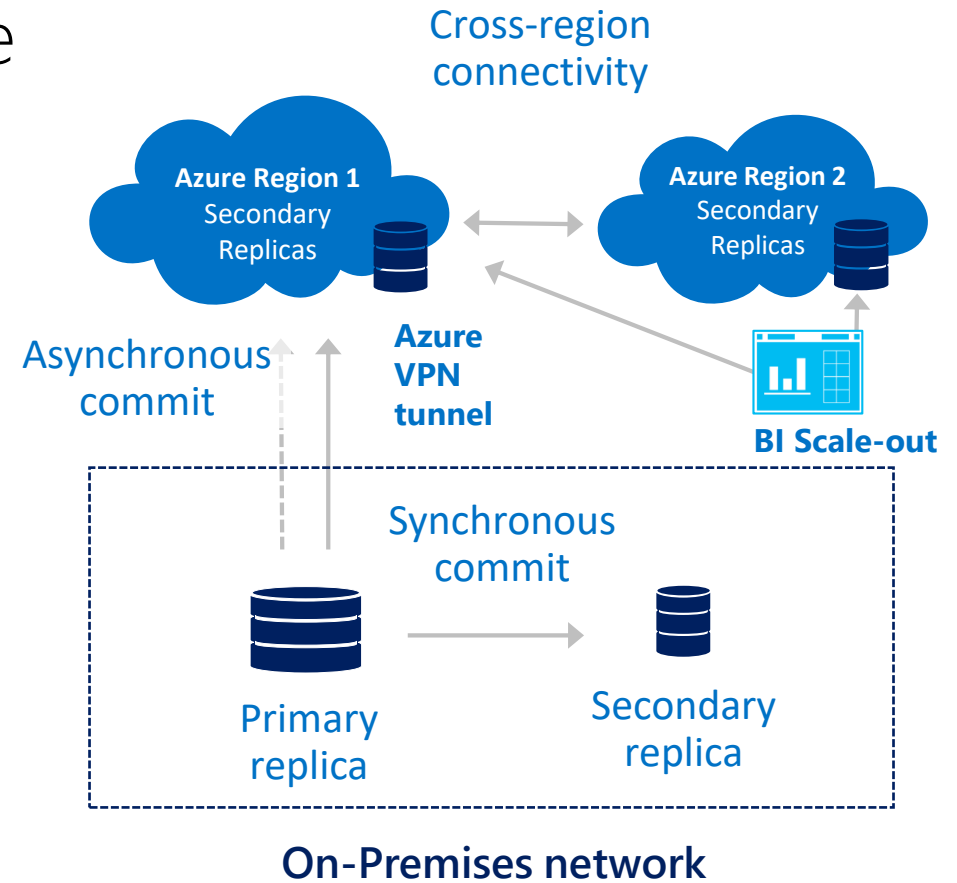 e
Cross-region
connectivity
Azure Region 1
Secondary
Replicas
Azure Region 2
Secondary
Replicas
Asynchronous
commit
Azure
VPN
tunnel
BI Scale-out
Synchronous
commit
Primary
replica
Secondary
replica
On-Premises network